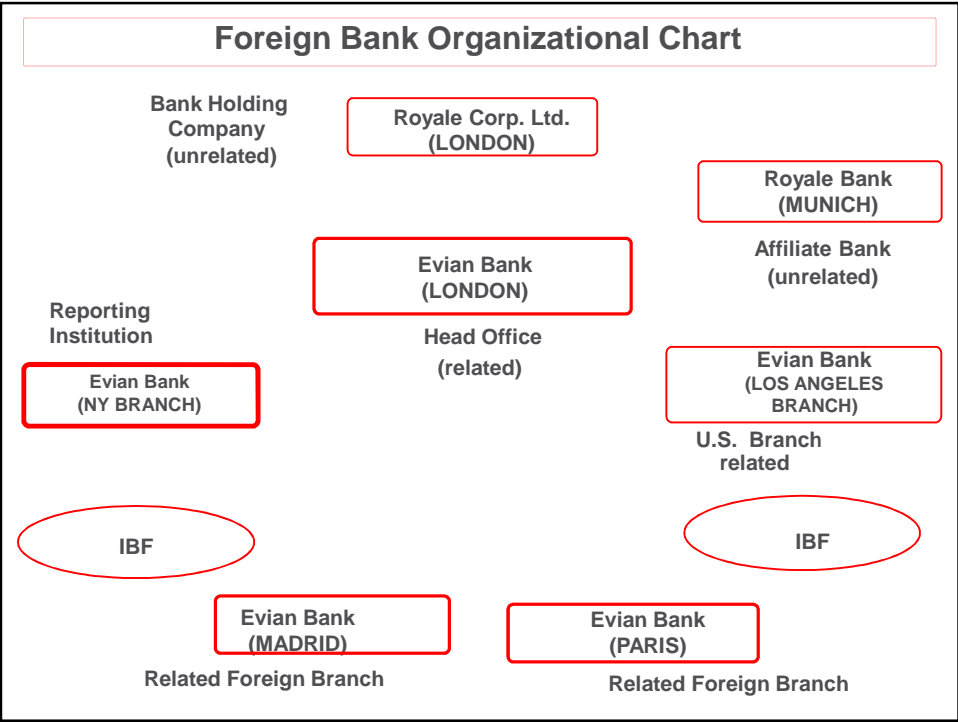 Foreign Bank Organizational Chart
Bank Holding
Company
(unrelated)
Royale Corp. Ltd.
(LONDON)
Royale Bank
(MUNICH)
Affiliate Bank
(unrelated)
Evian Bank
(LONDON)
Head Office
(related)
Reporting
Institution
Evian Bank
(NY BRANCH)
Evian Bank
(LOS ANGELES
BRANCH)
U.S. Branch
related
IBF
IBF
Evian Bank
(MADRID)
Related Foreign Branch
Evian Bank
(PARIS)
Related Foreign Branch